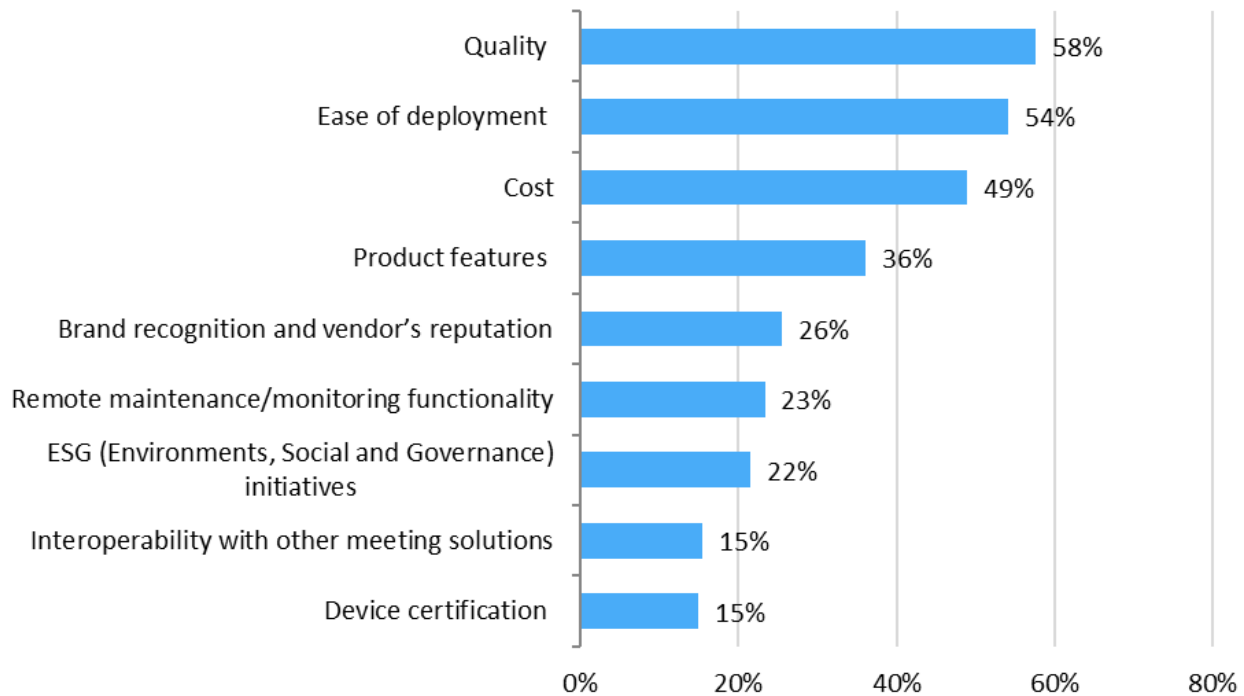 Quality 58%
Ease of deployment 54%
Cost 49%
Product features 36%
Brand recognition and vendor’s reputation 26%
Remote maintenance/monitoring functionality 23%
ESG (Environments, Social and Governance)
initiatives 22%
Interoperability with other meeting solutions 15%
Device certification 15%
0% 20% 40% 60% 80%